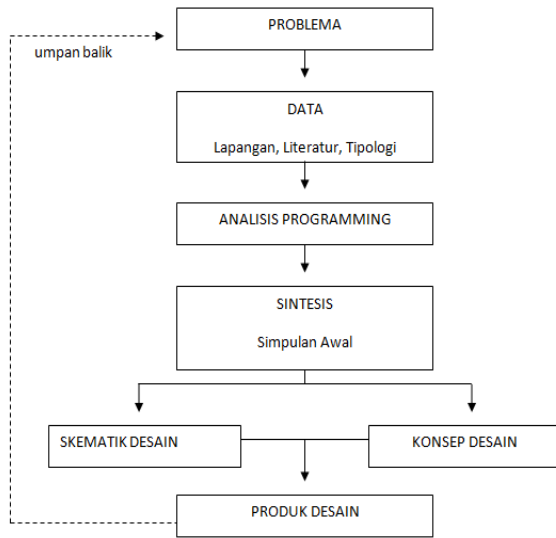 PROBLEMA
umpan balik
DATA
Lapangan, Literatur, Tipologi
ANALISIS PROGRAMMING
SINTESIS
Simpulan Awal
SKEMATIK DESAIN
KONSEP DESAIN
PRODUK DESAIN